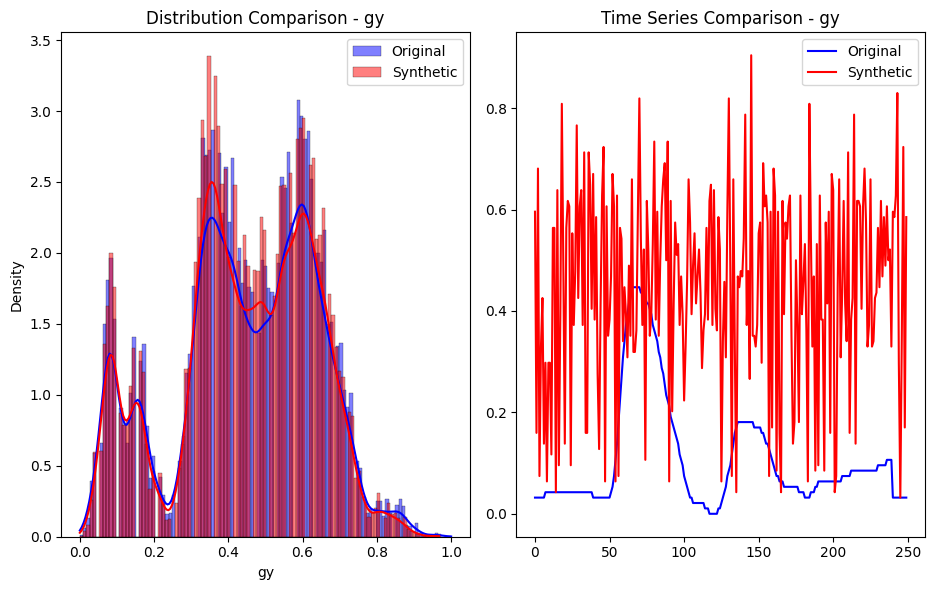 Distribution Comparison - gy
3.5
3.0
2.5
2.0
1.5
1.0
0.5
0.0
Density
0.0 0.2 0.4 0.6 0.8 1.0
gy
Original
Synthetic
Time Series Comparison - gy
0.8
0.6
0.4
0.2
0.0
0 50 100 150 200 250
Original
Synthetic